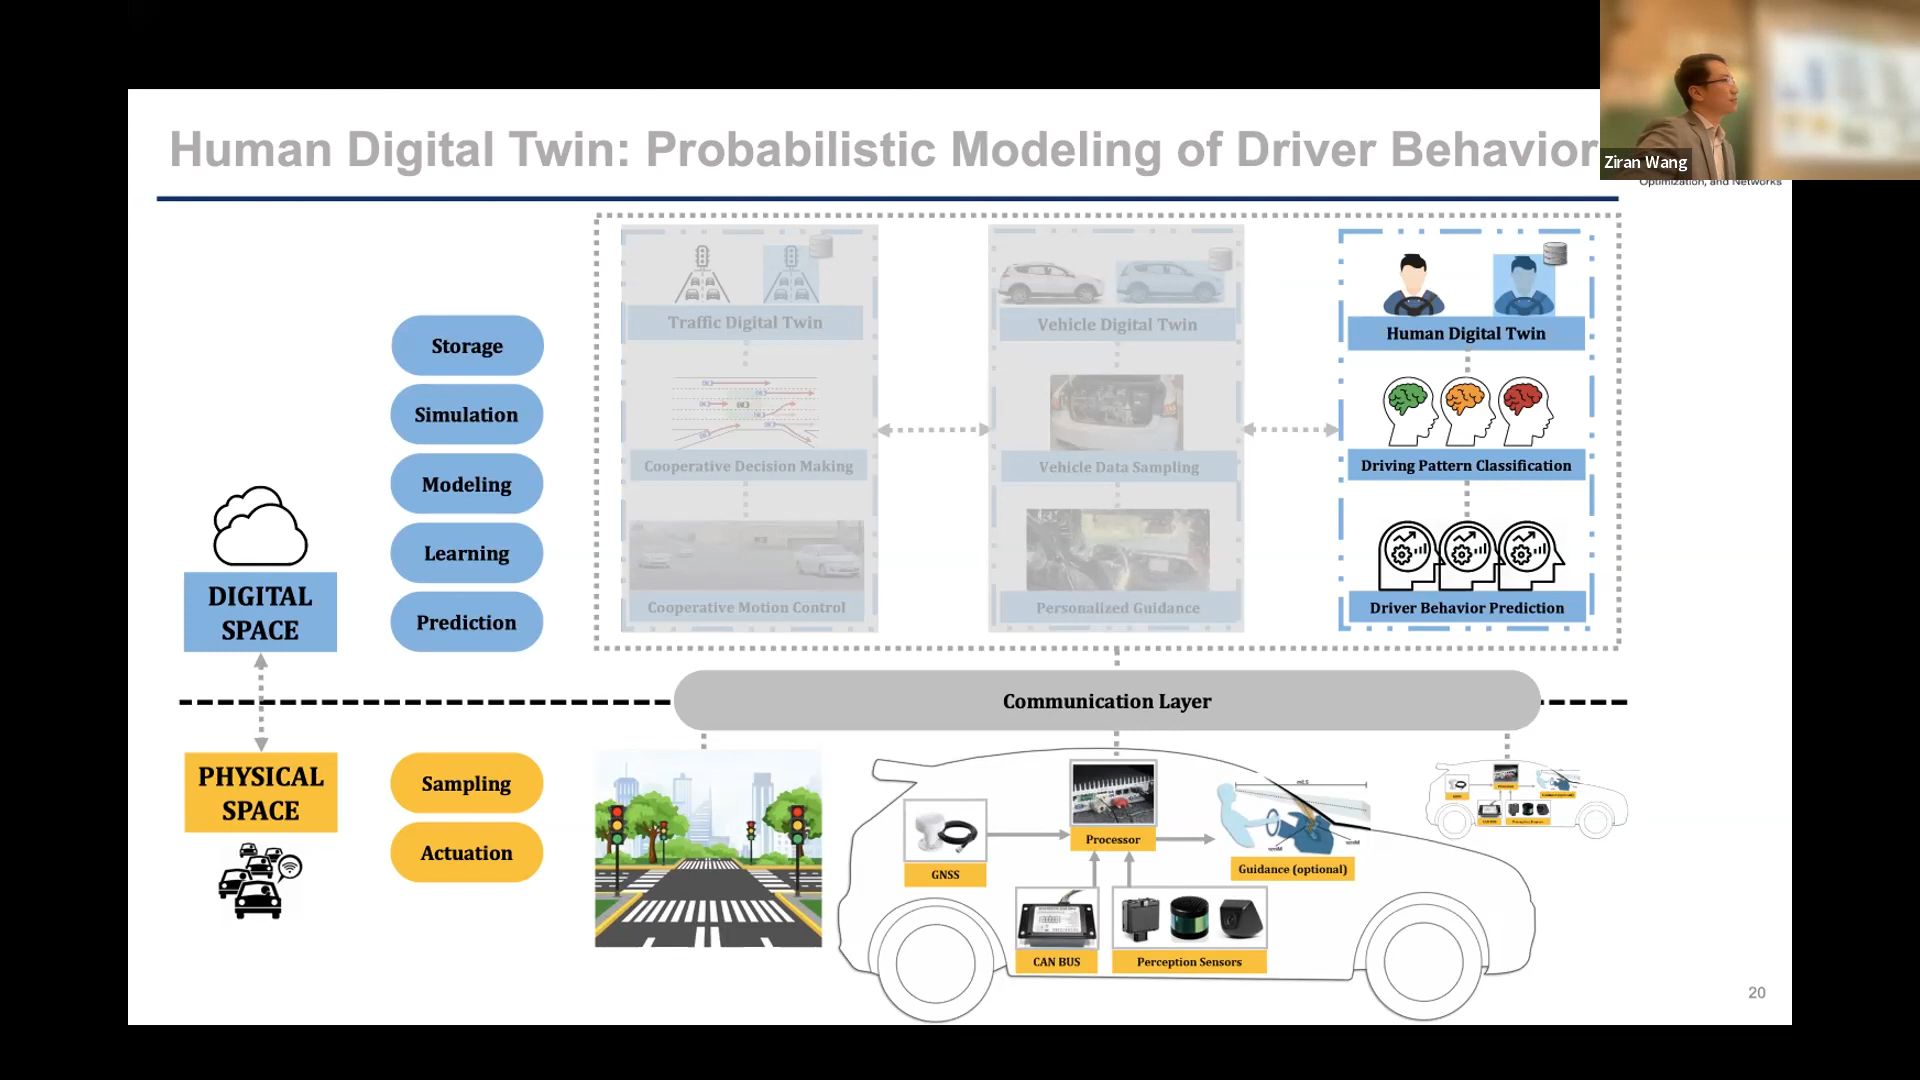 Human Digital Twin: Probabilistic Modeling of Driver Behavior
Ziran Wang
Optimization, and Networks
Traffic Digital Twin
Vehicle Digital Twin
Human Digital Twin
Storage
Simulation
Modeling
Learning
Prediction
Cooperative Decision Making
Vehicle Data Sampling
Driving Pattern Classification
Cooperative Motion Control
Personalized Guidance
Driver Behavior Prediction
DIGITAL
SPACE
Communication Layer
PHYSICAL
SPACE
Sampling
Actuation
GNSS
Processor
Guidance (optional)
CAN BUS
Perception Sensors
20